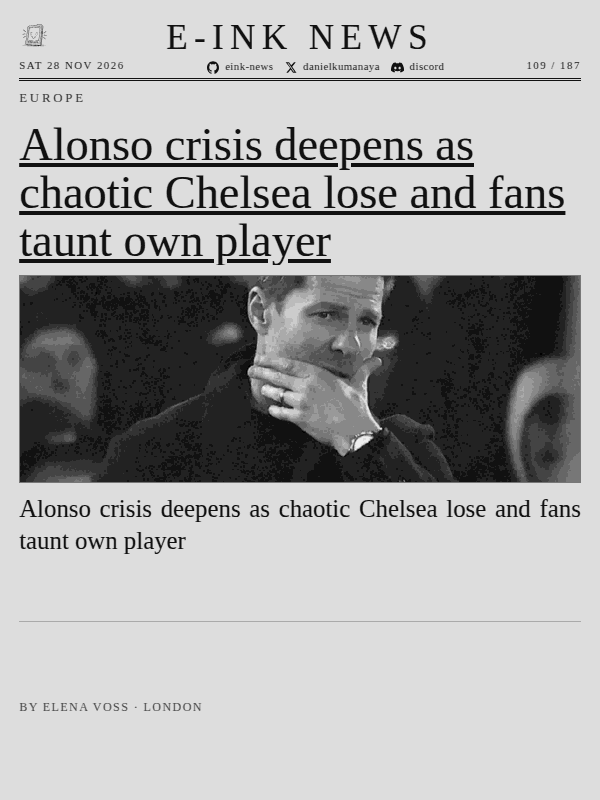 E-INK NEWS
SAT 28 NOV 2026
eink-news danielkumanaya discord
109 / 187
EUROPE
Alonso crisis deepens as
chaotic Chelsea lose and fans
taunt own player
Alonso crisis deepens as chaotic Chelsea lose and fans
taunt own player
BY ELENA VOSS · LONDON